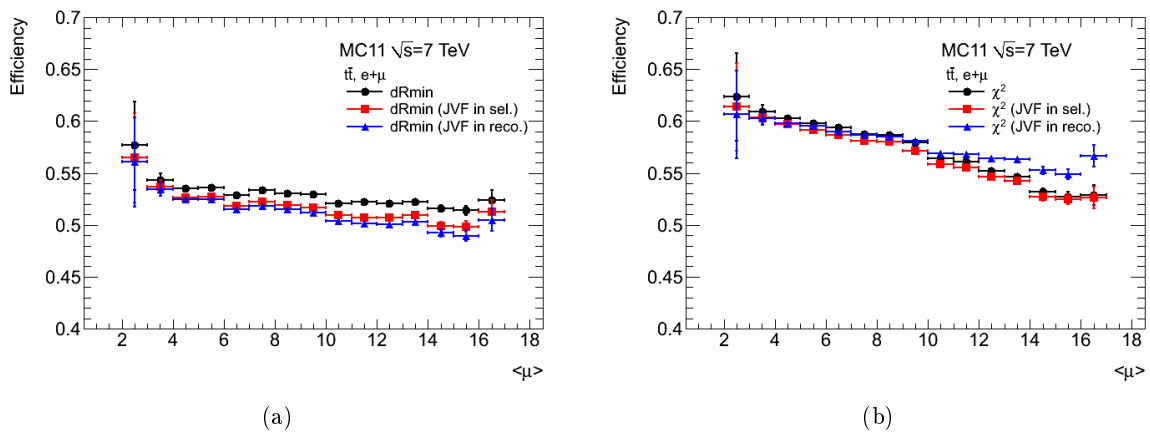 Efficiency
0.7
0.65
0.6
0.55
0.5
0.45
0.4
MC11 √s=7 TeV
tt̄, e+μ
dRmin
dRmin (JVF in sel.)
dRmin (JVF in reco.)
2 4 6 8 10 12 14 16 18
<μ>
(a)
Efficiency
0.7
0.65
0.6
0.55
0.5
0.45
0.4
MC11 √s=7 TeV
tt̄, e+μ
χ²
χ² (JVF in sel.)
χ² (JVF in reco.)
2 4 6 8 10 12 14 16 18
<μ>
(b)